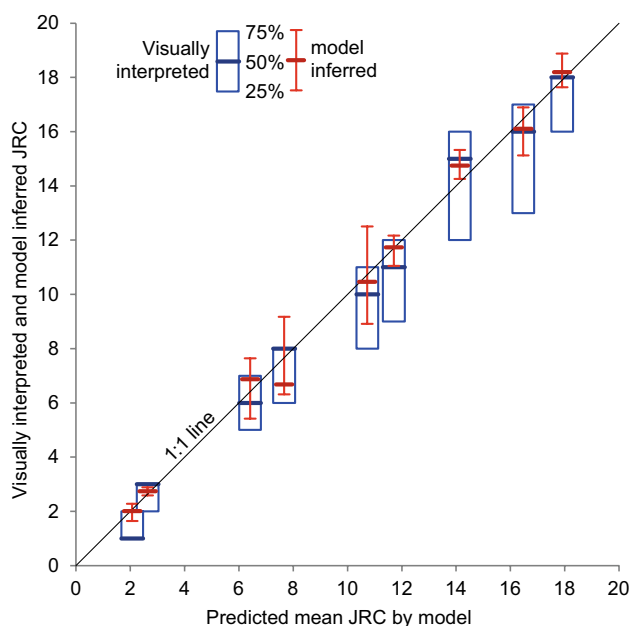 20
18
16
14
12
10
8
6
4
2
0
Visually interpreted and model inferred JRC
Visually
interpreted
75%
50%
25%
model
inferred
1:1 line
0 2 4 6 8 10 12 14 16 18 20
Predicted mean JRC by model